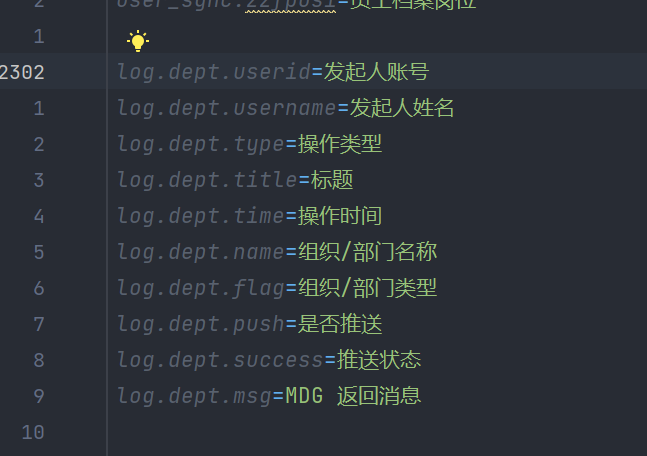 2
1
2302 log.dept.userid=发起人账号
1 log.dept.username=发起人姓名
2 log.dept.type=操作类型
3 log.dept.title=标题
4 log.dept.time=操作时间
5 log.dept.name=组织/部门名称
6 log.dept.flag=组织/部门类型
7 log.dept.push=是否推送
8 log.dept.success=推送状态
9 log.dept.msg=MDG 返回消息
10